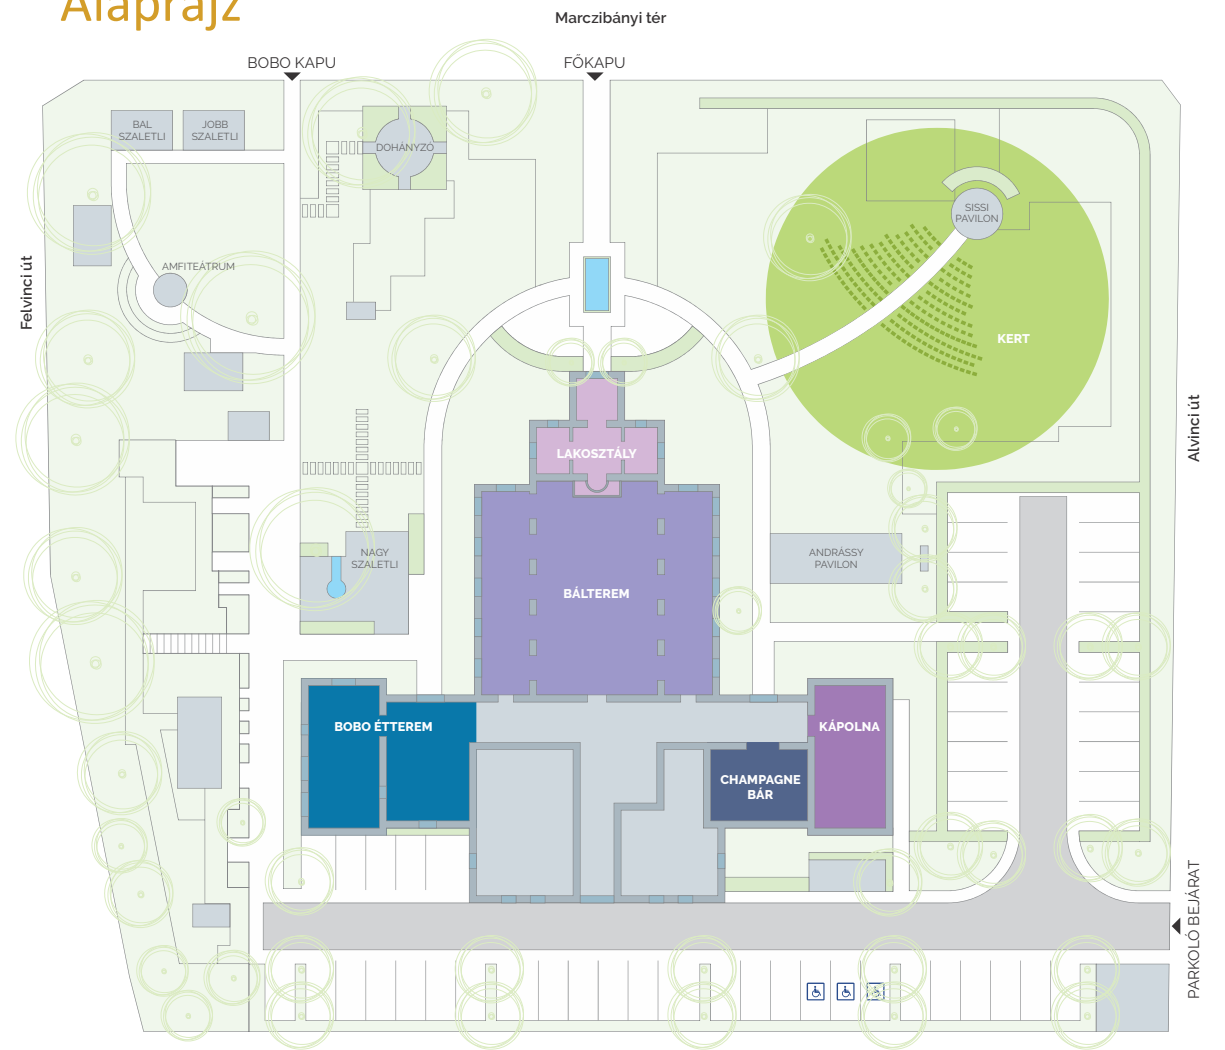 Alaprajz
Marczibányi tér
BOBO KAPU
FŐKAPU
BAL
SZALETLI
JOBB
SZALETLI
DOHÁNYZÓ
SISSI
PAVILON
AMFITEÁTRUM
Felvinci út
KERT
Alvinci út
LAKOSZTÁLY
NAGY
SZALETLI
ANDRÁSSY
PAVILON
BÁLTEREM
BOBO ÉTTEREM
KÁPOLNA
CHAMPAGNE
BÁR
PARKOLÓ BEJÁRAT